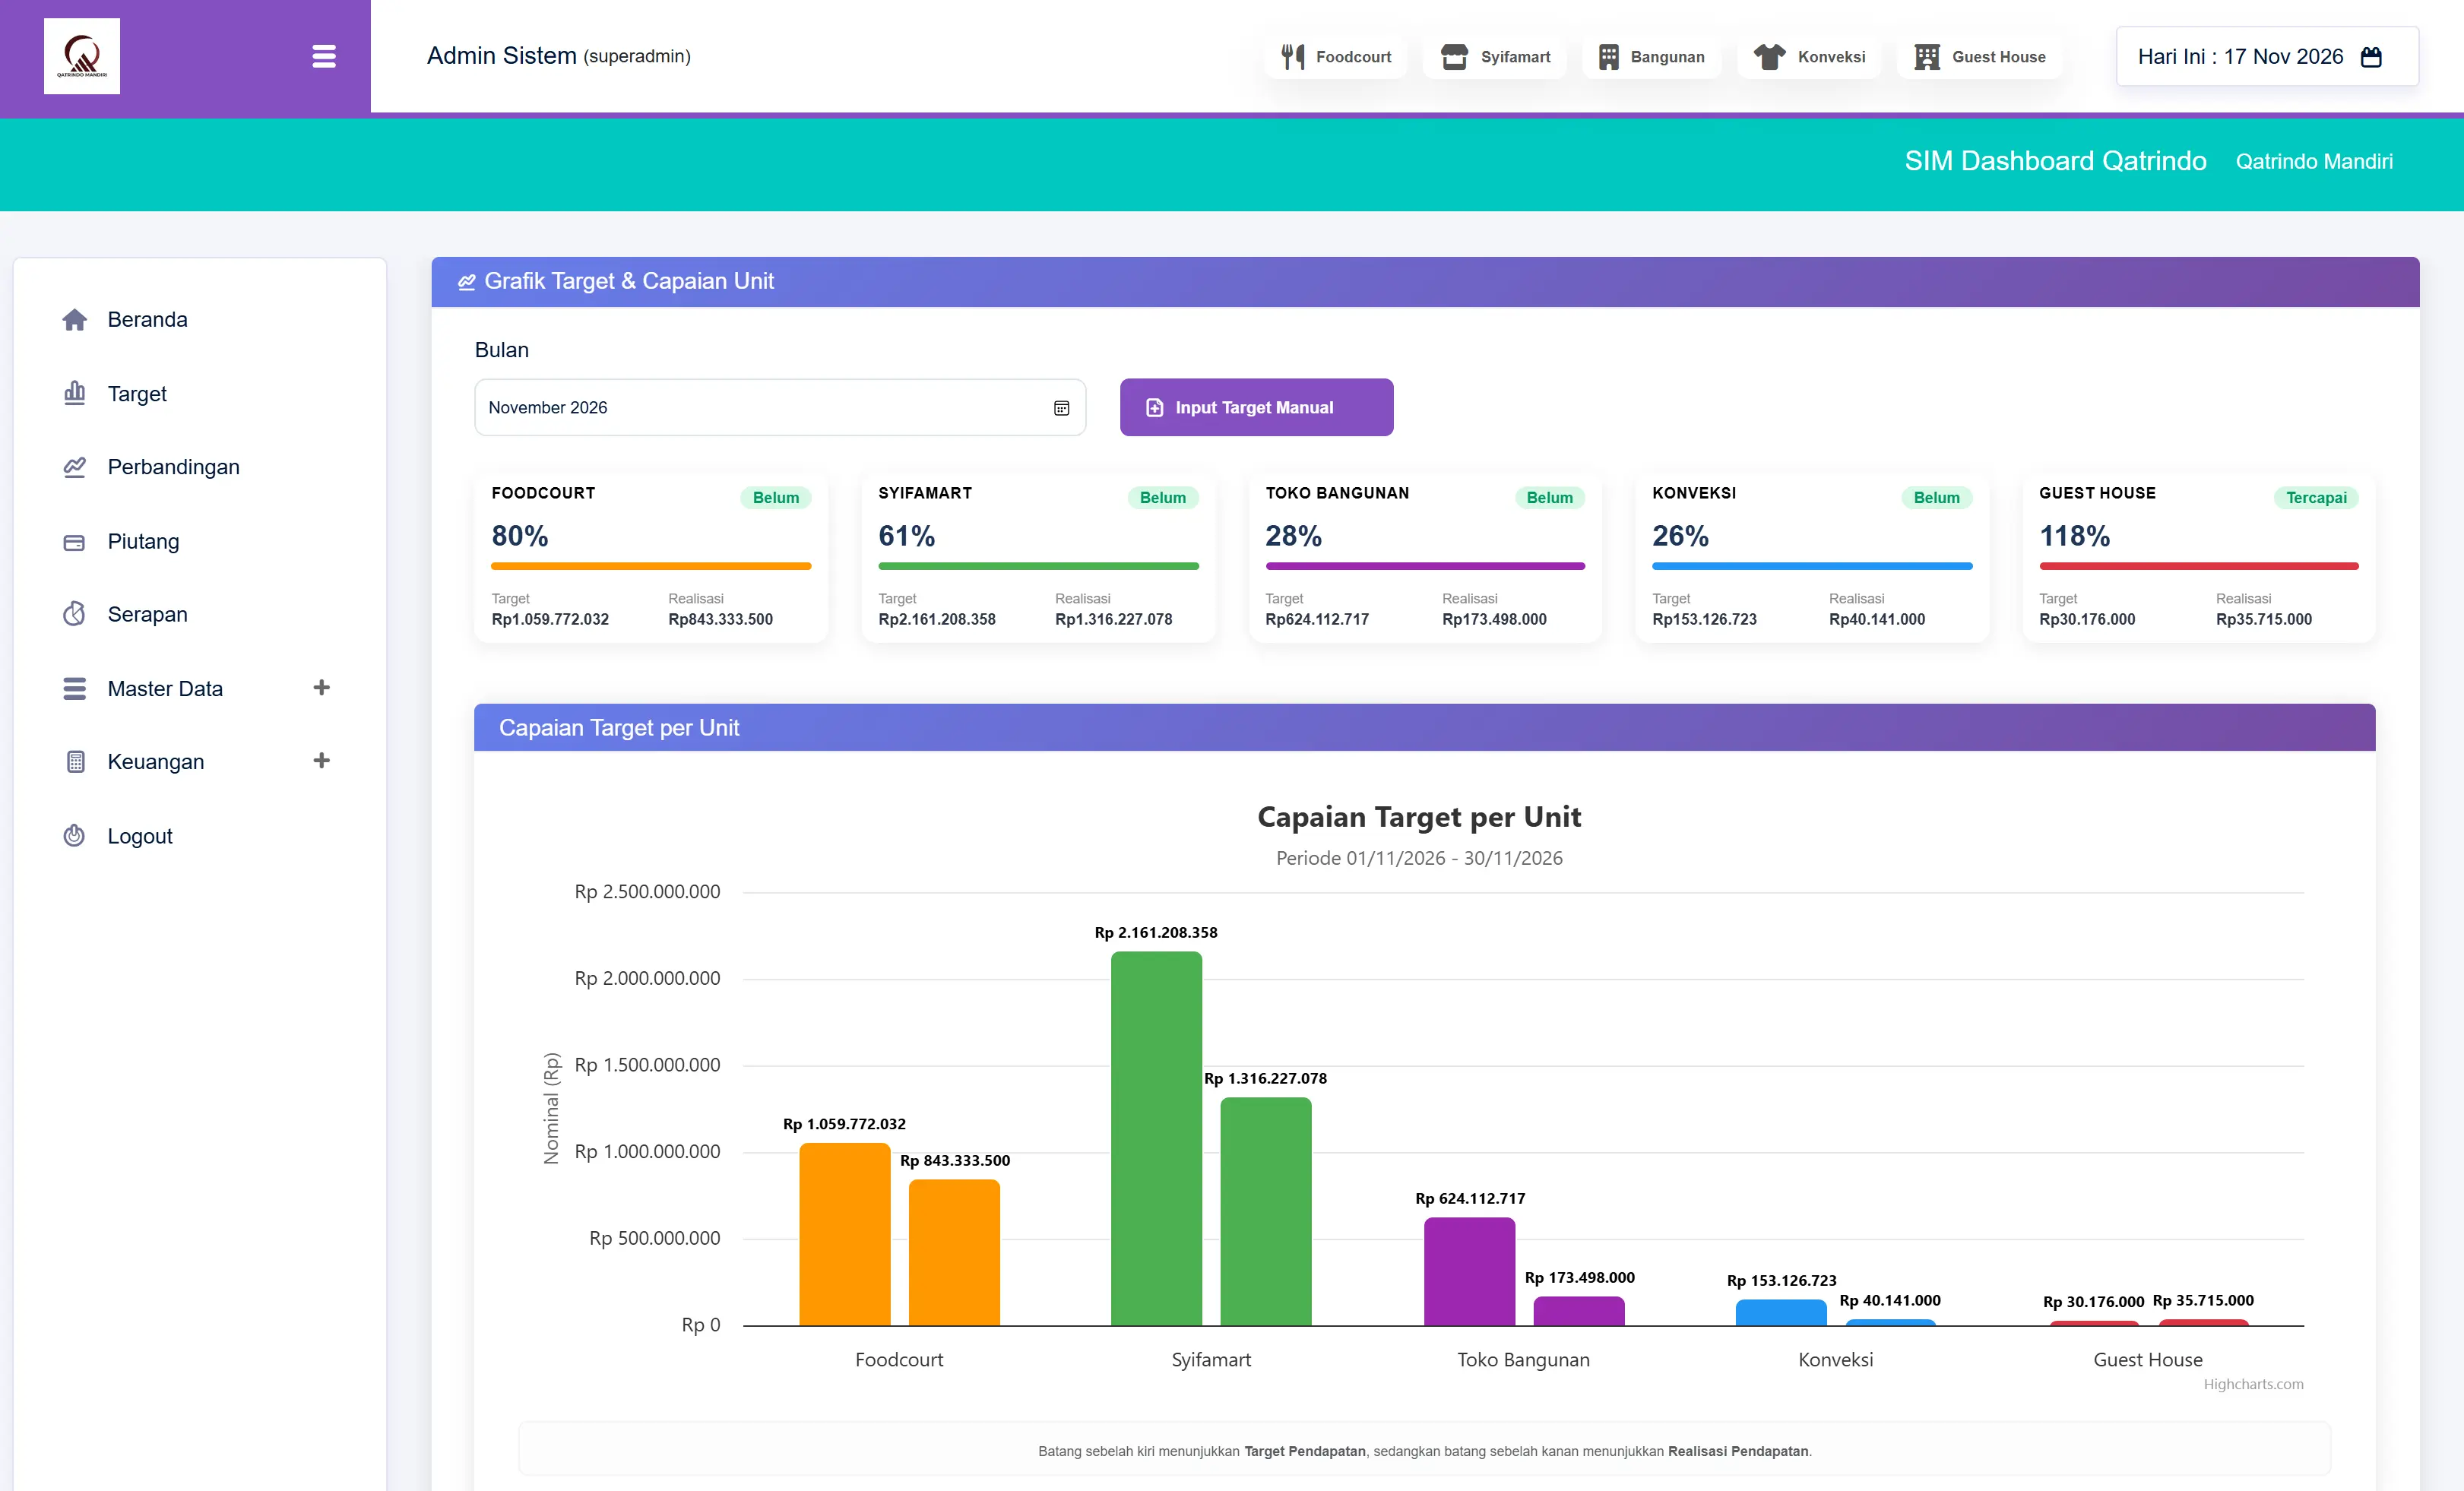 QATRINDO MANDIRI
Admin Sistem (superadmin)
Foodcourt
Syifamart
Bangunan
Konveksi
Guest House
Hari Ini : 17 Nov 2026
SIM Dashboard Qatrindo
Qatrindo Mandiri
Beranda
Target
Perbandingan
Piutang
Serapan
Master Data
Keuangan
Logout
Grafik Target & Capaian Unit
Bulan
November 2026
Input Target Manual
FOODCOURT
Belum
80%
Target
Realisasi
Rp1.059.772.032
Rp843.333.500
SYIFAMART
Belum
61%
Target
Realisasi
Rp2.161.208.358
Rp1.316.227.078
TOKO BANGUNAN
Belum
28%
Target
Realisasi
Rp624.112.717
Rp173.498.000
KONVEKSI
Belum
26%
Target
Realisasi
Rp153.126.723
Rp40.141.000
GUEST HOUSE
Tercapai
118%
Target
Realisasi
Rp30.176.000
Rp35.715.000
Capaian Target per Unit
Capaian Target per Unit
Periode 01/11/2026 - 30/11/2026
Nominal (Rp)
Rp 2.500.000.000
Rp 2.000.000.000
Rp 1.500.000.000
Rp 1.000.000.000
Rp 500.000.000
Rp 0
Rp 1.059.772.032
Rp 843.333.500
Rp 2.161.208.358
Rp 1.316.227.078
Rp 624.112.717
Rp 173.498.000
Rp 153.126.723
Rp 40.141.000
Rp 30.176.000
Rp 35.715.000
Foodcourt
Syifamart
Toko Bangunan
Konveksi
Guest House
Highcharts.com
Batang sebelah kiri menunjukkan Target Pendapatan, sedangkan batang sebelah kanan menunjukkan Realisasi Pendapatan.